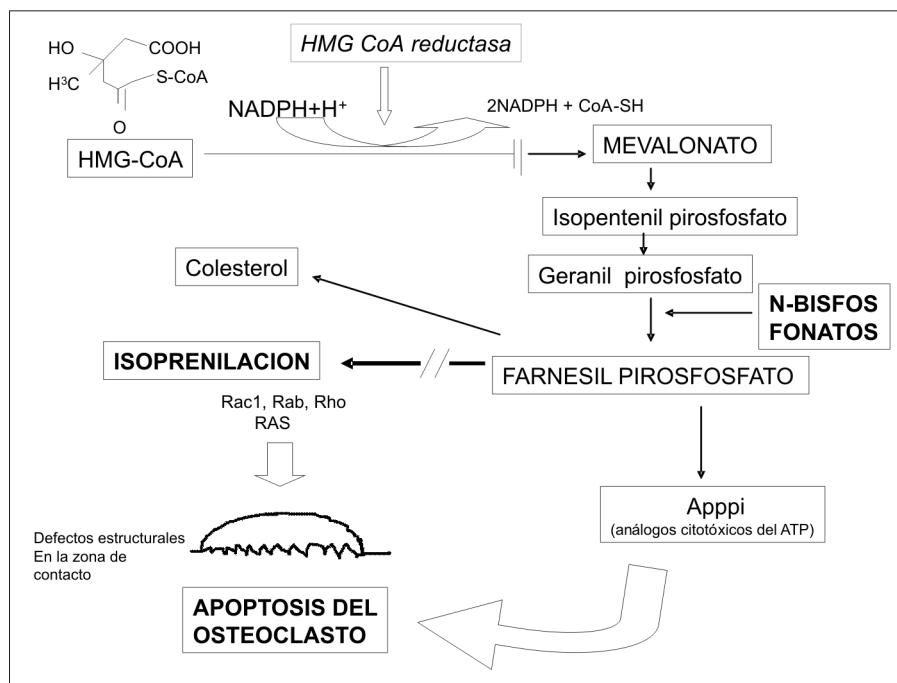 HO
COOH
H³C
S-CoA
O
HMG-CoA
HMG CoA reductasa
NADPH+H⁺
2NADPH + CoA-SH
MEVALONATO
Isopentenil pirosfosfato
Geranil pirosfosfato
Colesterol
N-BISFOS
FONATOS
ISOPRENILACION
FARNESIL PIROSFOSFATO
Rac1, Rab, Rho
RAS
Apppi
(análogos citotóxicos del ATP)
Defectos estructurales
En la zona de
contacto
APOPTOSIS DEL
OSTEOCLASTO